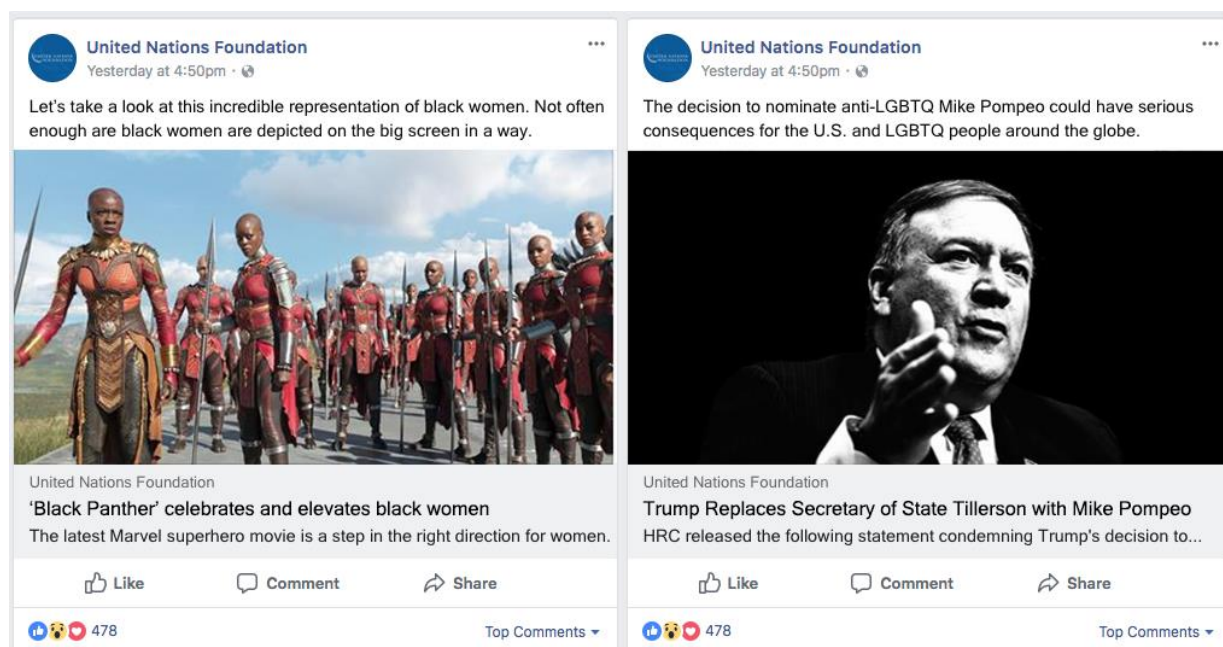 United Nations Foundation
Yesterday at 4:50pm ·
Let's take a look at this incredible representation of black women. Not often
enough are black women are depicted on the big screen in a way.
United Nations Foundation
‘Black Panther’ celebrates and elevates black women
The latest Marvel superhero movie is a step in the right direction for women.
Like
Comment
Share
478
Top Comments
United Nations Foundation
Yesterday at 4:50pm ·
The decision to nominate anti-LGBTQ Mike Pompeo could have serious
consequences for the U.S. and LGBTQ people around the globe.
United Nations Foundation
Trump Replaces Secretary of State Tillerson with Mike Pompeo
HRC released the following statement condemning Trump's decision to...
Like
Comment
Share
478
Top Comments